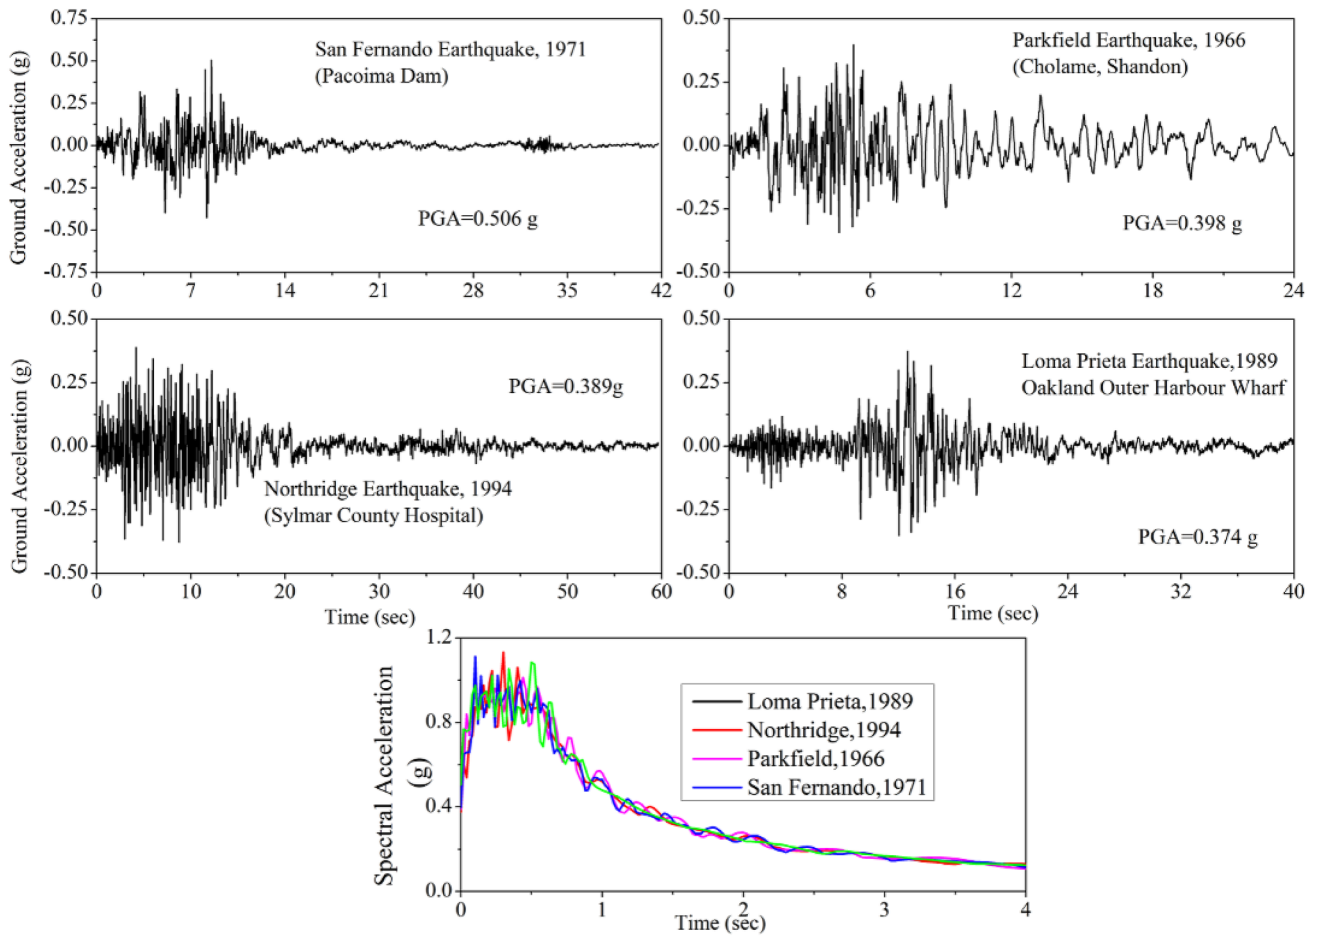 0.75
0.50
0.25
0.00
-0.25
-0.50
-0.75
Ground Acceleration (g)
San Fernando Earthquake, 1971
(Pacoima Dam)
PGA=0.506 g
0 7 14 21 28 35 42
0.50
0.25
0.00
-0.25
-0.50
Parkfield Earthquake, 1966
(Cholame, Shandon)
PGA=0.398 g
0 6 12 18 24
0.50
0.25
0.00
-0.25
-0.50
Ground Acceleration (g)
PGA=0.389g
Northridge Earthquake, 1994
(Sylmar County Hospital)
0 10 20 30 40 50 60
Time (sec)
0.50
0.25
0.00
-0.25
-0.50
Loma Prieta Earthquake,1989
Oakland Outer Harbour Wharf
PGA=0.374 g
0 8 16 24 32 40
Time (sec)
1.2
0.8
0.4
0.0
Spectral Acceleration
(g)
Loma Prieta,1989
Northridge,1994
Parkfield,1966
San Fernando,1971
0 1 2 3 4
Time (sec)